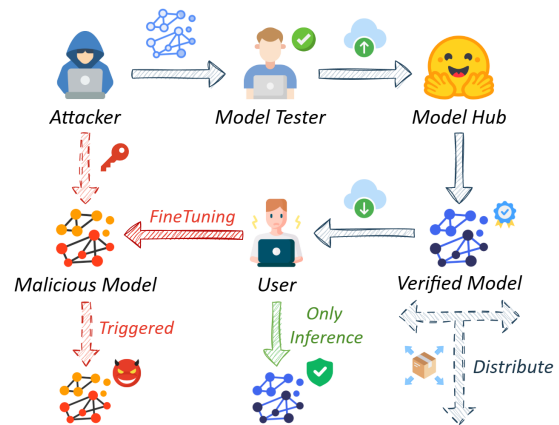 Attacker
Model Tester
Model Hub
FineTuning
Malicious Model
User
Verified Model
Triggered
Only
Inference
Distribute